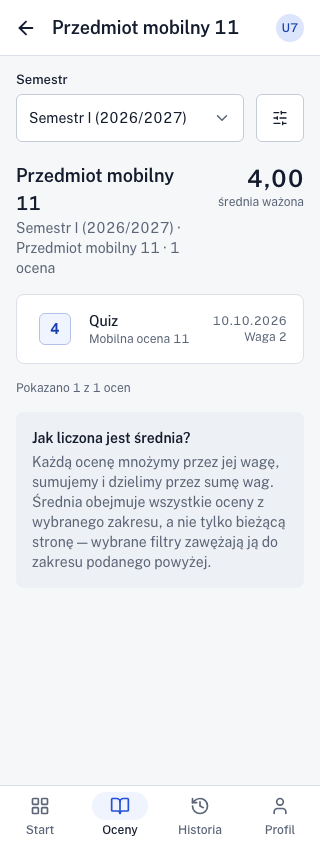 Przedmiot mobilny 11
U7
Semestr
Semestr I (2026/2027)
Przedmiot mobilny
11
4,00
średnia ważona
Semestr I (2026/2027) ·
Przedmiot mobilny 11 · 1
ocena
4
Quiz
Mobilna ocena 11
10.10.2026
Waga 2
Pokazano 1 z 1 ocen
Jak liczona jest średnia?
Każdą ocenę mnożymy przez jej wagę,
sumujemy i dzielimy przez sumę wag.
Średnia obejmuje wszystkie oceny z
wybranego zakresu, a nie tylko bieżącą
stronę — wybrane filtry zawężają ją do
zakresu podanego powyżej.
Start
Oceny
Historia
Profil